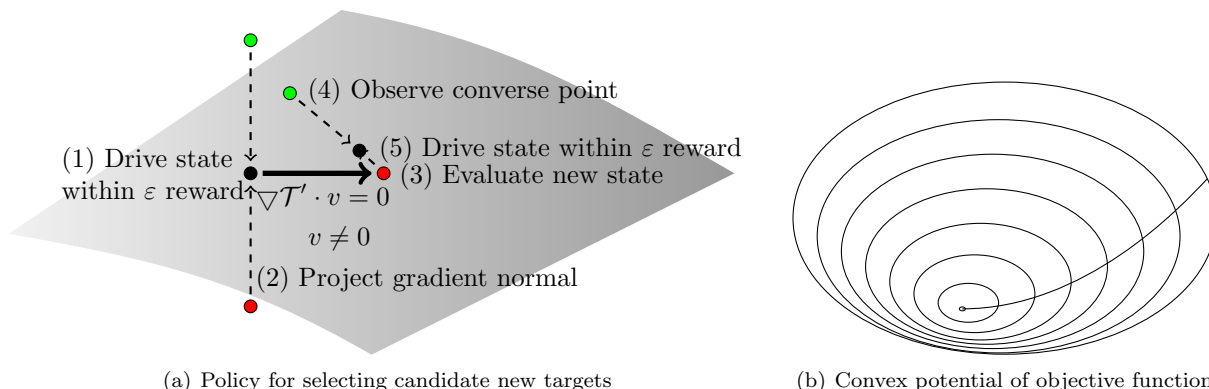 (4) Observe converse point
(1) Drive state
within ε reward
(5) Drive state within ε reward
(3) Evaluate new state
▽𝒯′ · v = 0
v ≠ 0
(2) Project gradient normal
(a) Policy for selecting candidate new targets
(b) Convex potential of objective function